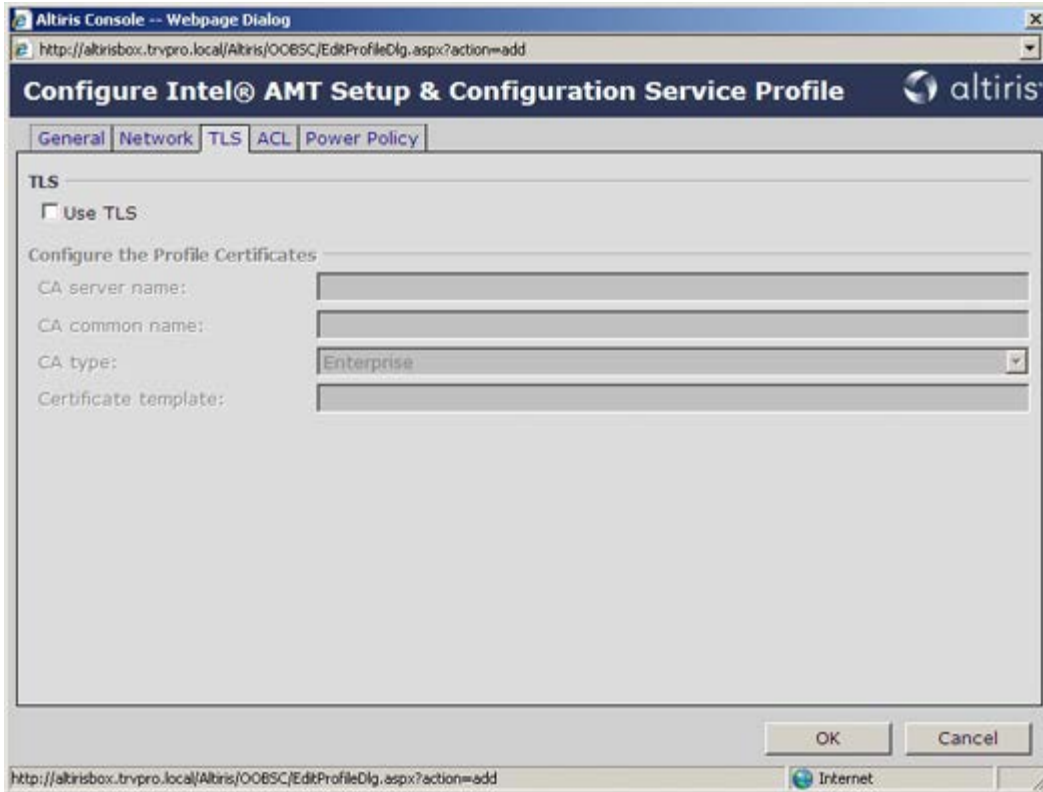 Altiris Console -- Webpage Dialog
http://altirisbox.trvpro.local/Altiris/OOBSC/EditProfileDlg.aspx?action=add
Configure Intel® AMT Setup & Configuration Service Profile altiris
General Network TLS ACL Power Policy
TLS
Use TLS
Configure the Profile Certificates
CA server name:
CA common name:
CA type: Enterprise
Certificate template:
OK Cancel
http://altirisbox.trvpro.local/Altiris/OOBSC/EditProfileDlg.aspx?action=add Internet